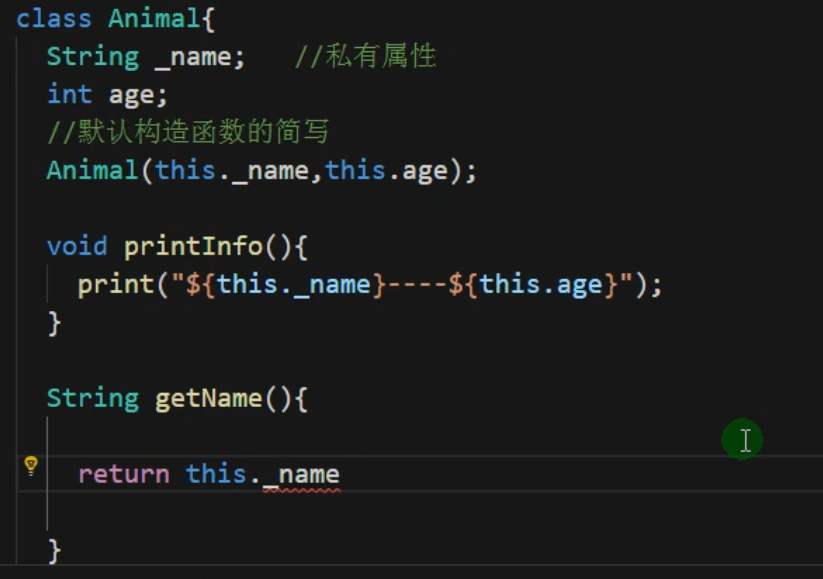 class Animal{
String _name;   //私有属性
int age;
//默认构造函数的简写
Animal(this._name,this.age);
void printInfo(){
print("${this._name}----${this.age}");
}
String getName(){
return this._name
}